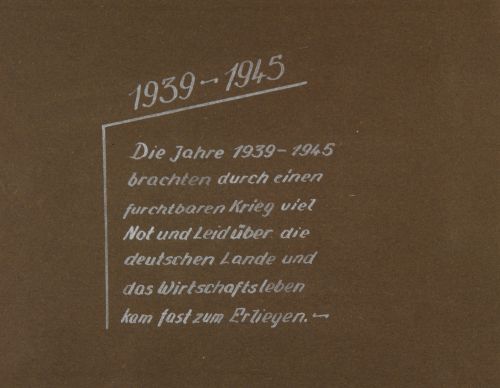 1939 – 1945
Die Jahre 1939 – 1945
brachten durch einen
furchtbaren Krieg viel
Not und Leid über die
deutschen Lande und
das Wirtschaftsleben
kam fast zum Erliegen. –